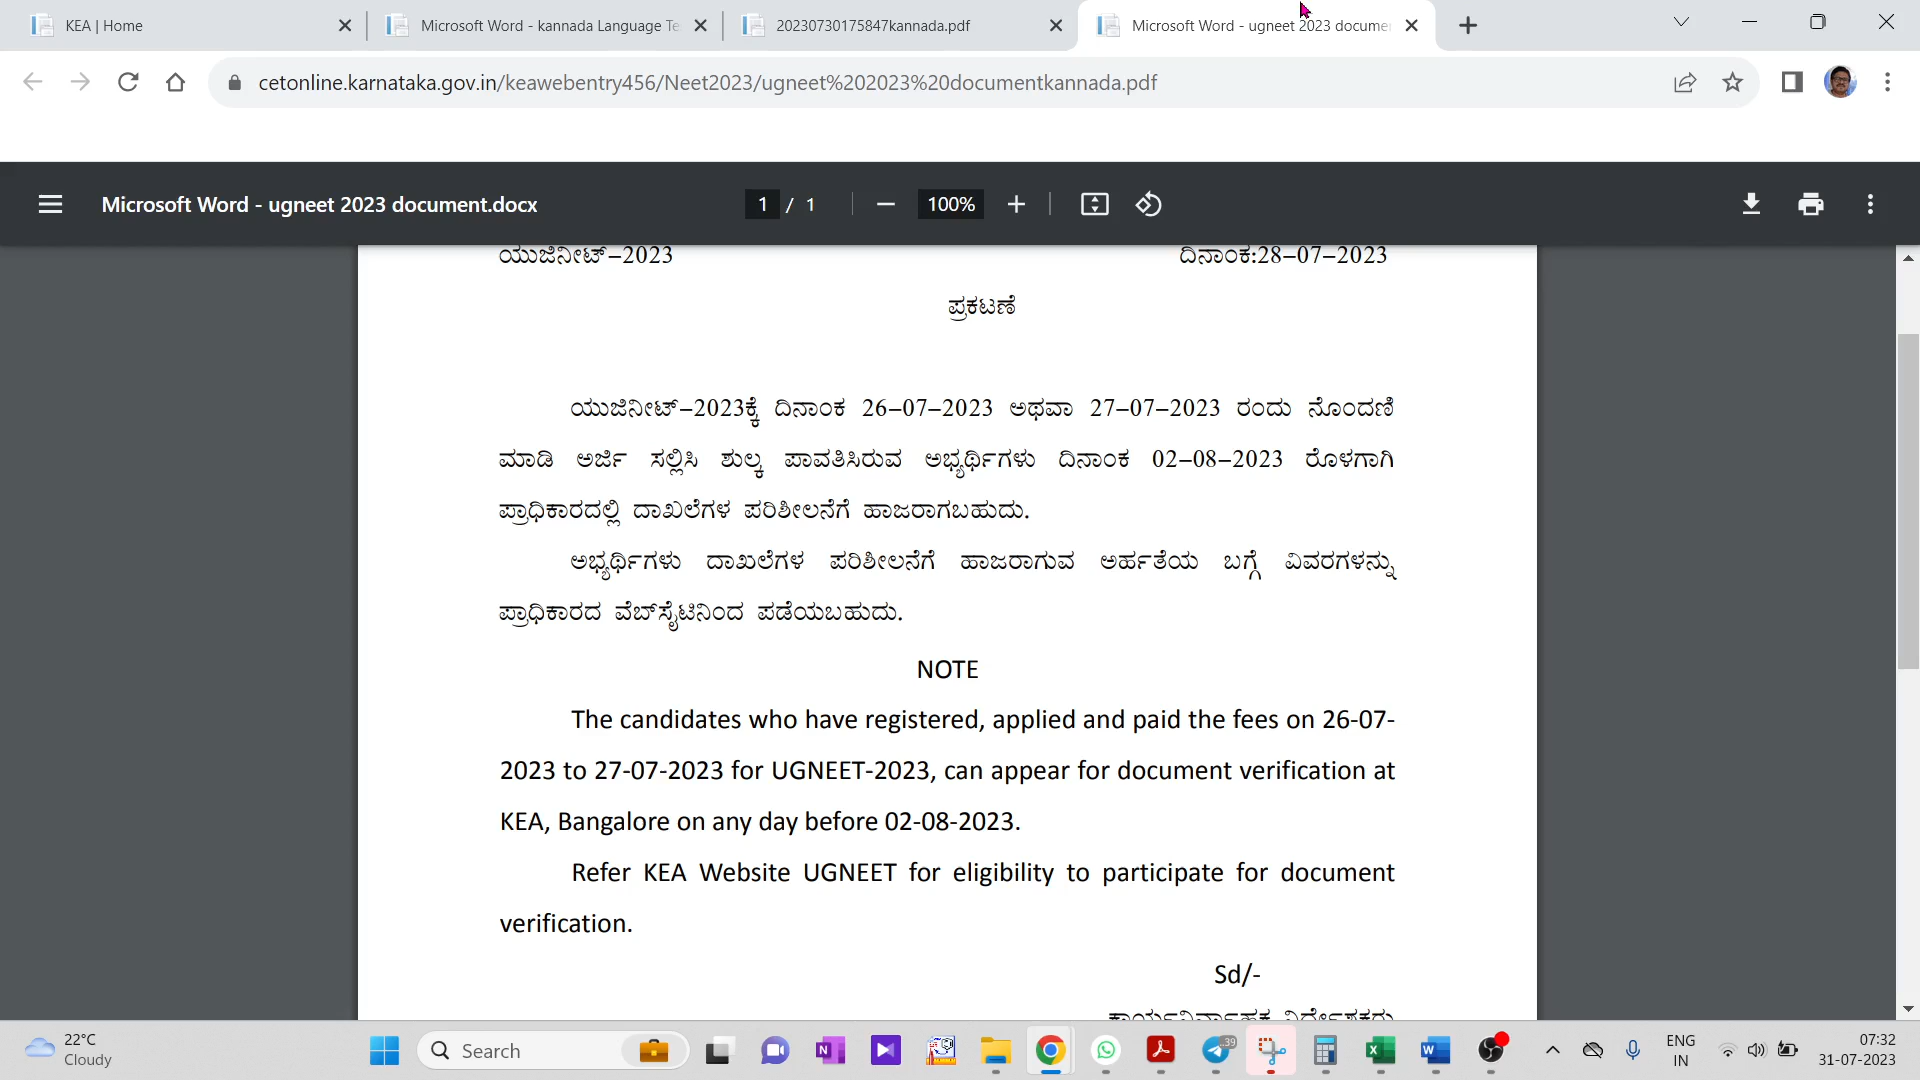 KEA | Home
Microsoft Word - kannada Language Te
20230730175847kannada.pdf
Microsoft Word - ugneet 2023 docume
cetonline.karnataka.gov.in/keawebentry456/Neet2023/ugneet%202023%20documentkannada.pdf
Microsoft Word - ugneet 2023 document.docx
1 / 1
100%
ಯುಜಿನೀಟ್–2023 ದಿನಾಂಕ:28–07–2023
ಪ್ರಕಟಣೆ
ಯುಜಿನೀಟ್–2023ಕ್ಕೆ ದಿನಾಂಕ 26–07–2023 ಅಥವಾ 27–07–2023 ರಂದು ನೊಂದಣಿ
ಮಾಡಿ ಅರ್ಜಿ ಸಲ್ಲಿಸಿ ಶುಲ್ಕ ಪಾವತಿಸಿರುವ ಅಭ್ಯರ್ಥಿಗಳು ದಿನಾಂಕ 02–08–2023 ರೊಳಗಾಗಿ
ಪ್ರಾಧಿಕಾರದಲ್ಲಿ ದಾಖಲೆಗಳ ಪರಿಶೀಲನೆಗೆ ಹಾಜರಾಗಬಹುದು.
ಅಭ್ಯರ್ಥಿಗಳು ದಾಖಲೆಗಳ ಪರಿಶೀಲನೆಗೆ ಹಾಜರಾಗುವ ಅರ್ಹತೆಯ ಬಗ್ಗೆ ವಿವರಗಳನ್ನು
ಪ್ರಾಧಿಕಾರದ ವೆಬ್‌ಸೈಟಿನಿಂದ ಪಡೆಯಬಹುದು.
NOTE
The candidates who have registered, applied and paid the fees on 26-07-
2023 to 27-07-2023 for UGNEET-2023, can appear for document verification at
KEA, Bangalore on any day before 02-08-2023.
Refer KEA Website UGNEET for eligibility to participate for document
verification.
Sd/-
ಕಾರ್ಯನಿರ್ವಾಹಕ ನಿರ್ದೇಶಕರು
22°C
Cloudy
Search
39
ENG
IN
07:32
31-07-2023